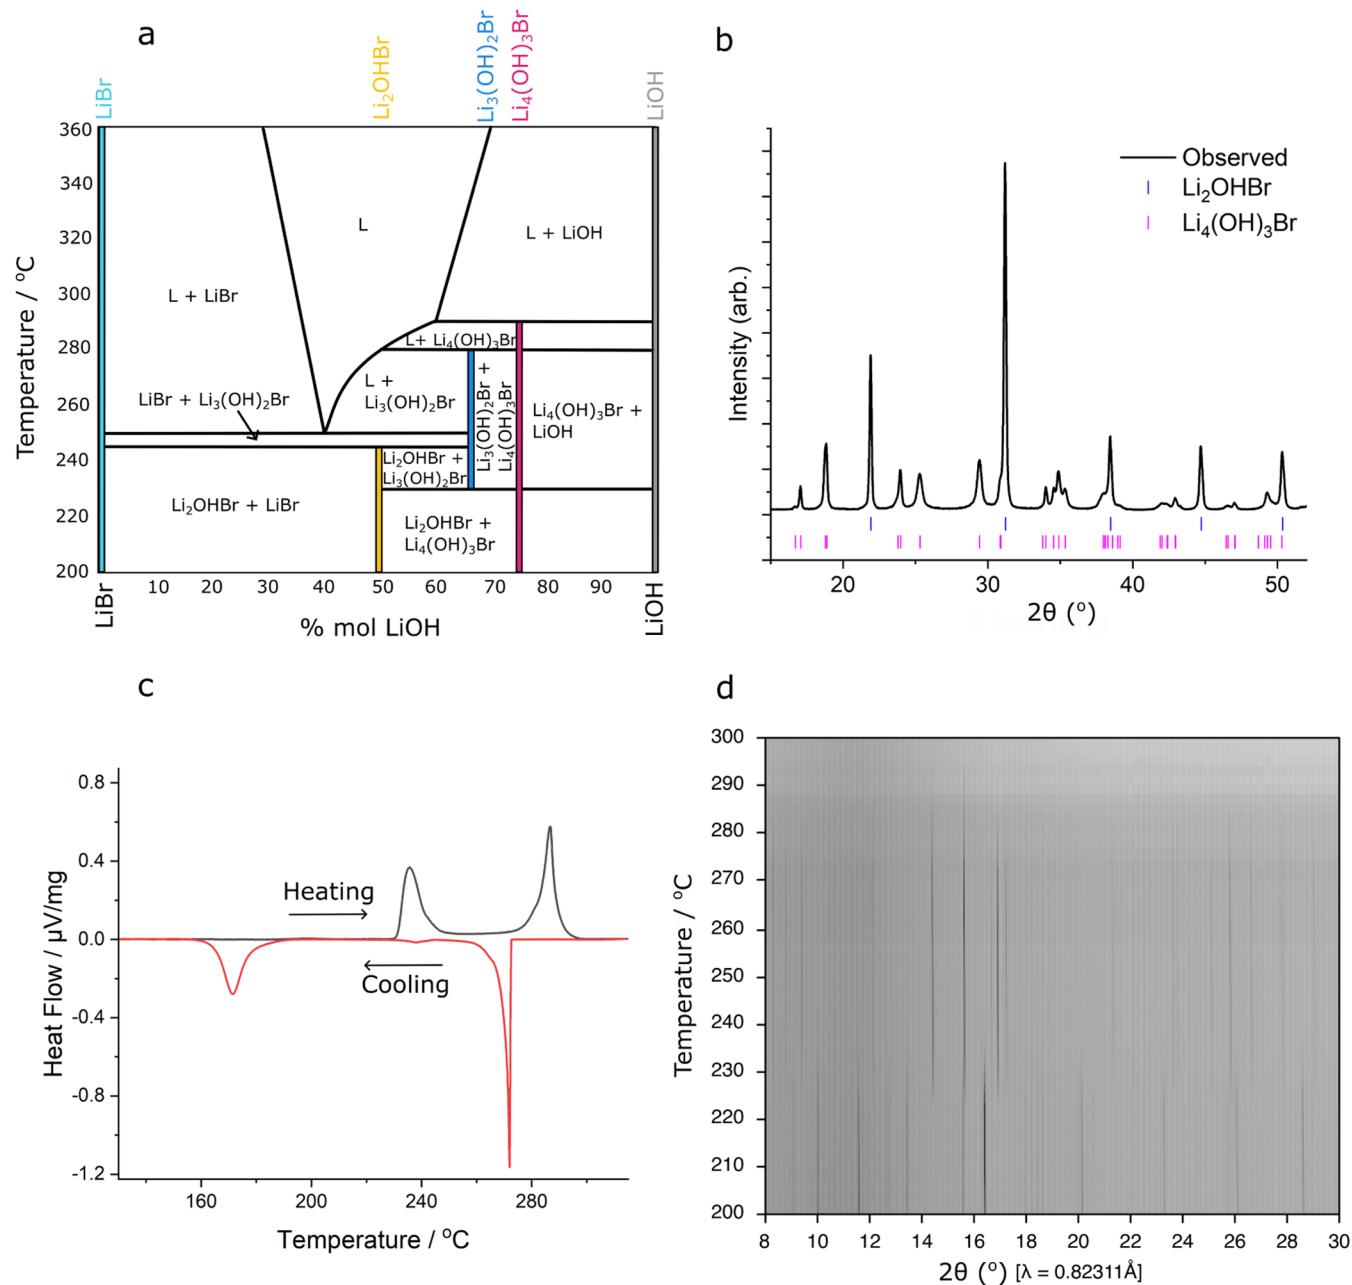 a
LiBr
Li₂OHBr
Li₃(OH)₂Br
Li₄(OH)₃Br
LiOH
360
340
320
300
280
260
240
220
200
Temperature / °C
L
L + LiOH
L + LiBr
L+ Li₄(OH)₃Br
L +
Li₃(OH)₂Br
LiBr + Li₃(OH)₂Br
Li₃(OH)₂Br +
Li₄(OH)₃Br
Li₄(OH)₃Br +
LiOH
Li₂OHBr +
Li₃(OH)₂Br
Li₂OHBr + LiBr
Li₂OHBr +
Li₄(OH)₃Br
LiBr
10 20 30 40 50 60 70 80 90
LiOH
% mol LiOH
b
Observed
Li₂OHBr
Li₄(OH)₃Br
Intensity (arb.)
20 30 40 50
2θ (°)
c
0.8
0.4
0.0
-0.4
-0.8
-1.2
Heat Flow / µV/mg
Heating
Cooling
160 200 240 280
Temperature / °C
d
300
290
280
270
260
250
240
230
220
210
200
Temperature / °C
8 10 12 14 16 18 20 22 24 26 28 30
2θ (°) [λ = 0.82311Å]